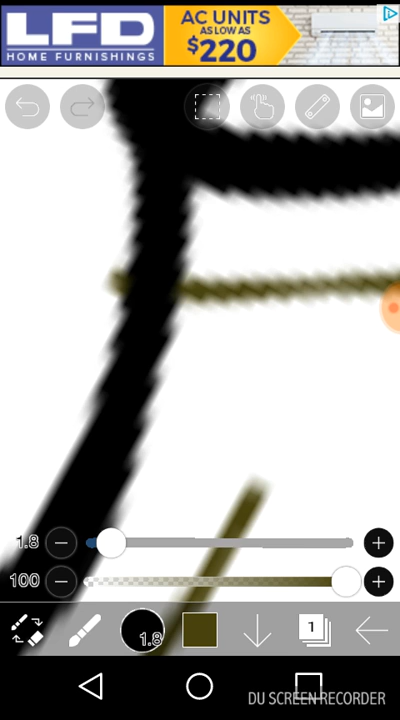 LFD
HOME FURNISHINGS
AC UNITS
AS LOW AS
$220
1.8
100
1.8
1
DU SCREEN RECORDER